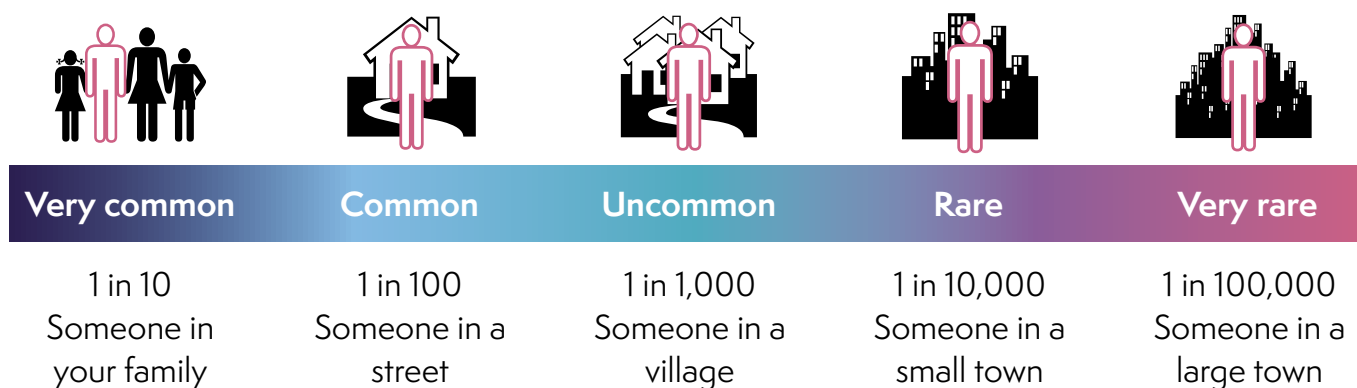 Very common
Common
Uncommon
Rare
Very rare
1 in 10
Someone in
your family
1 in 100
Someone in a
street
1 in 1,000
Someone in a
village
1 in 10,000
Someone in a
small town
1 in 100,000
Someone in a
large town